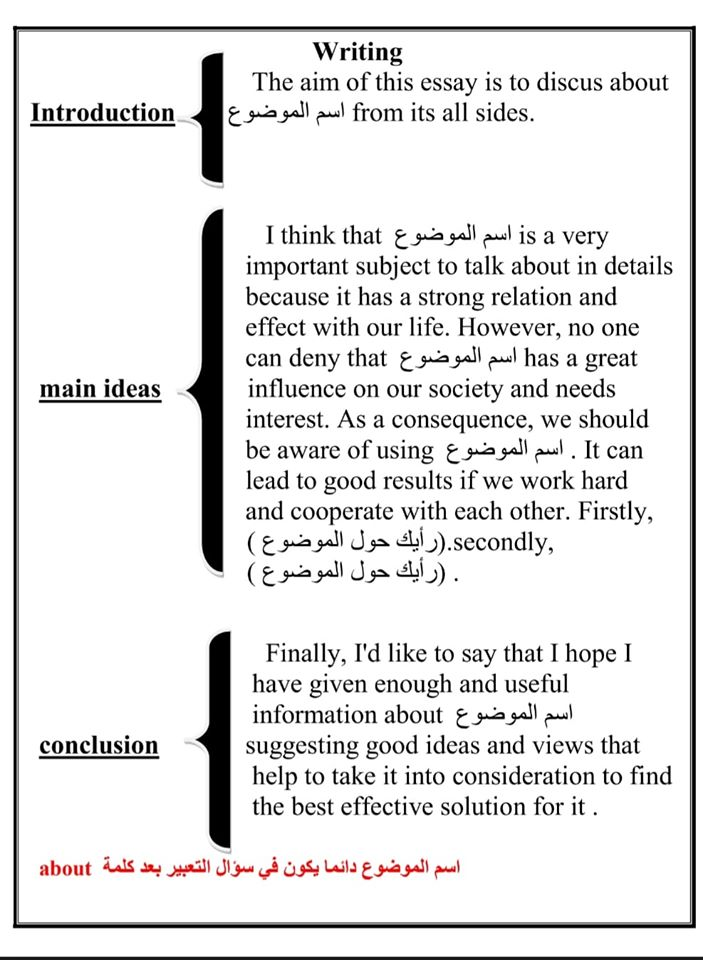 Writing
The aim of this essay is to discus about
Introduction
اسم الموضوع from its all sides.
I think that اسم الموضوع is a very
important subject to talk about in details
because it has a strong relation and
effect with our life. However, no one
can deny that اسم الموضوع has a great
main ideas
influence on our society and needs
interest. As a consequence, we should
be aware of using اسم الموضوع . It can
lead to good results if we work hard
and cooperate with each other. Firstly,
(رأيك حول الموضوع ).secondly,
(رأيك حول الموضوع ) .
Finally, I'd like to say that I hope I
have given enough and useful
information about اسم الموضوع
conclusion
suggesting good ideas and views that
help to take it into consideration to find
the best effective solution for it .
اسم الموضوع دائما يكون في سؤال التعبير بعد كلمة about